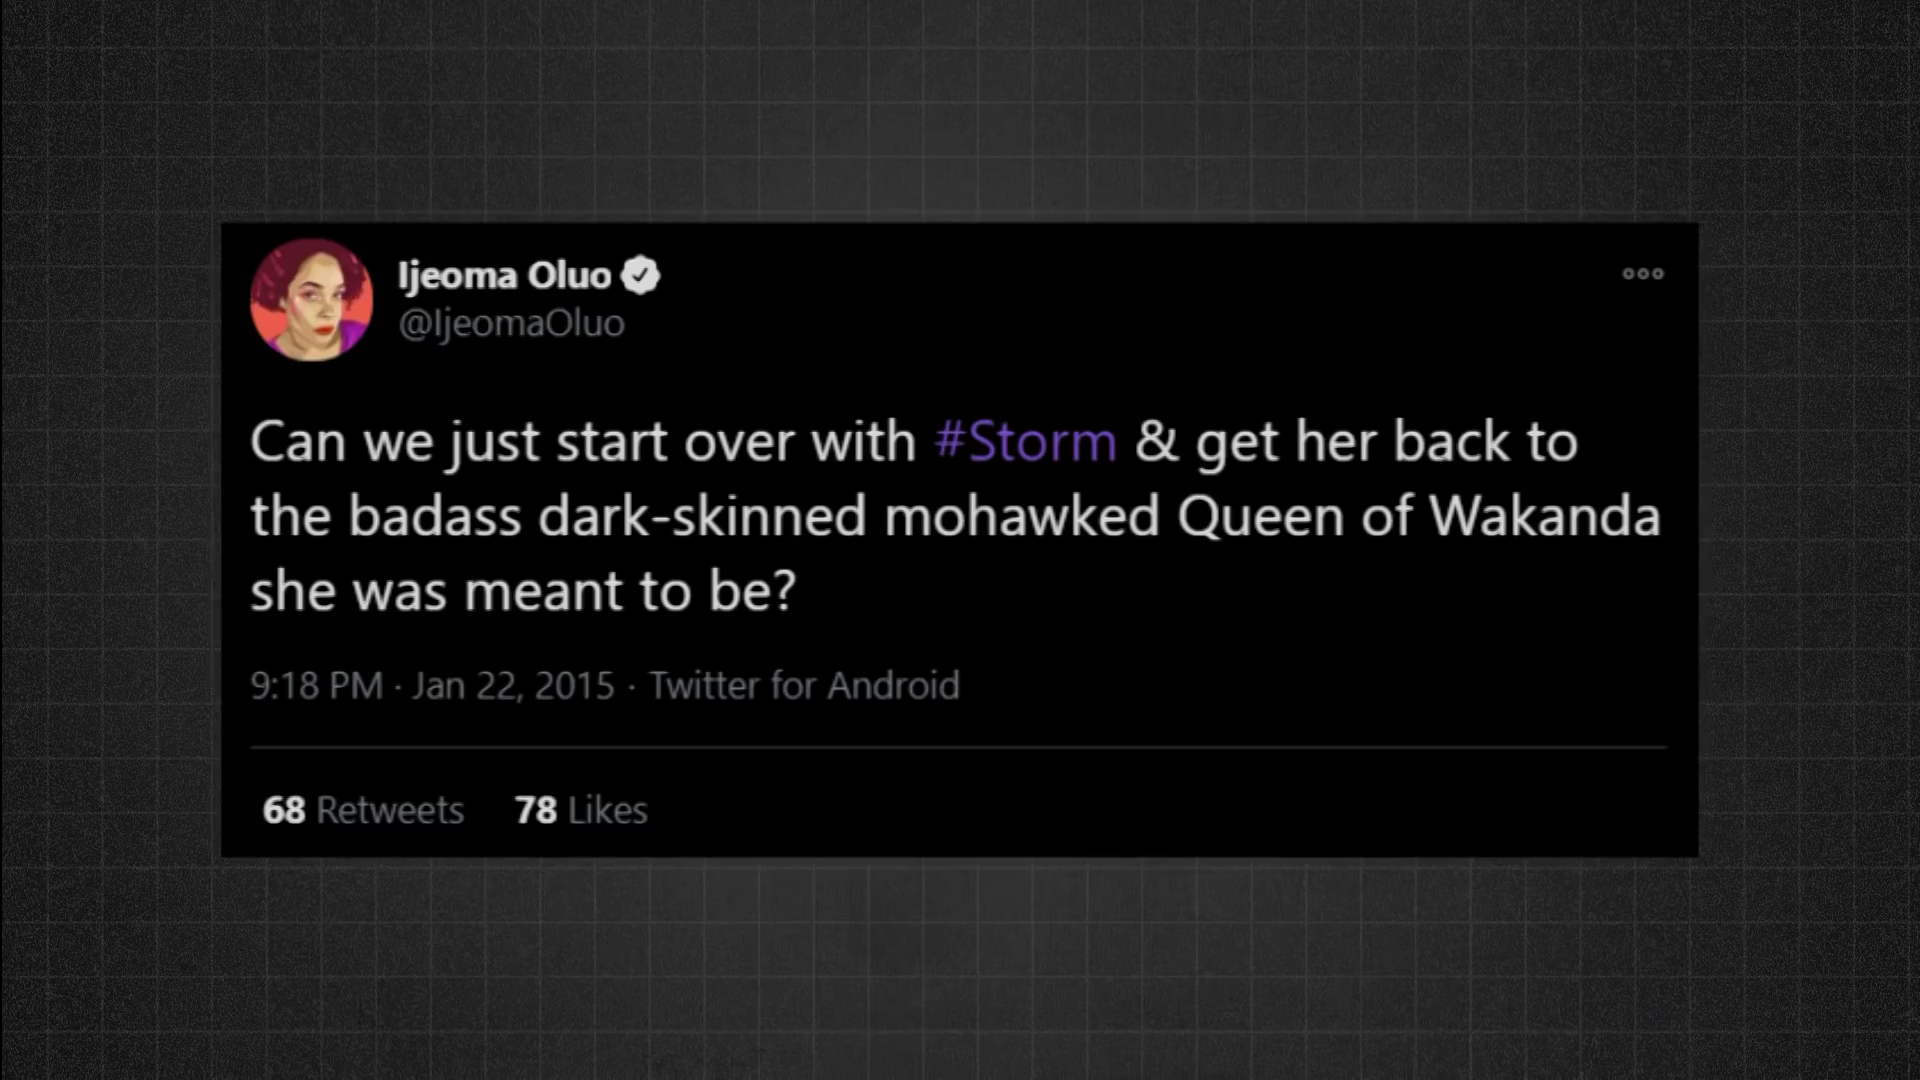 Ijeoma Oluo
@IjeomaOluo
Can we just start over with #Storm & get her back to
the badass dark-skinned mohawked Queen of Wakanda
she was meant to be?
9:18 PM · Jan 22, 2015 · Twitter for Android
68 Retweets 78 Likes